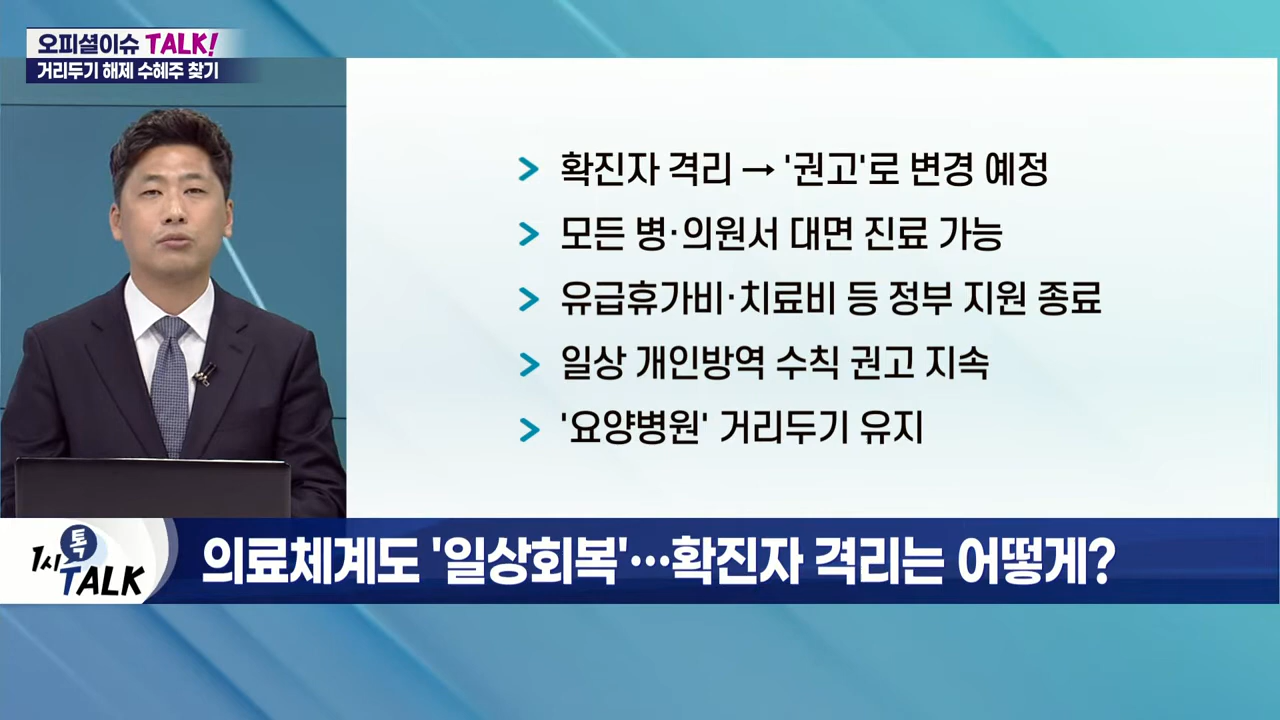 오피셜이슈 TALK!
거리두기 해제 수혜주 찾기
> 확진자 격리 → '권고'로 변경 예정
> 모든 병·의원서 대면 진료 가능
> 유급휴가비·치료비 등 정부 지원 종료
> 일상 개인방역 수칙 권고 지속
> '요양병원' 거리두기 유지
1시 톡 TALK
의료체계도 '일상회복'…확진자 격리는 어떻게?